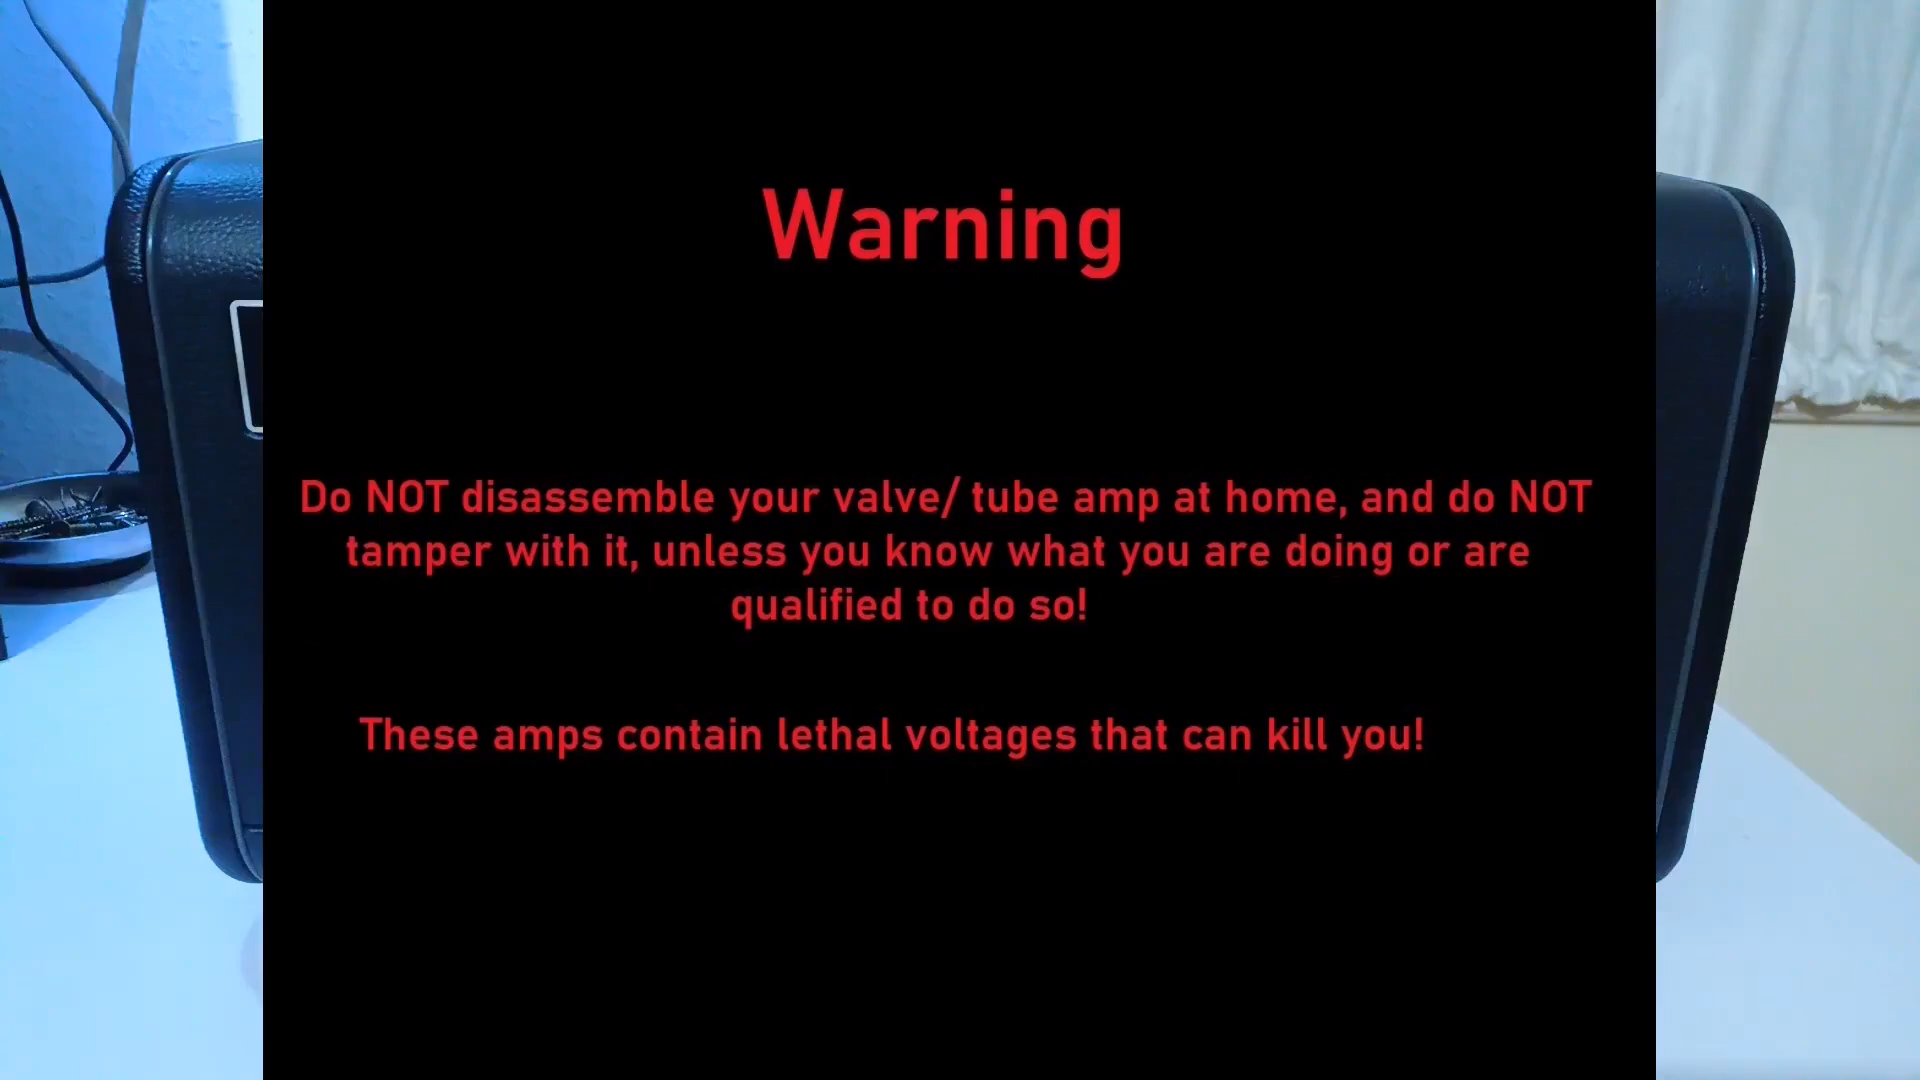 Warning
Do NOT disassemble your valve/ tube amp at home, and do NOT
tamper with it, unless you know what you are doing or are
qualified to do so!
These amps contain lethal voltages that can kill you!